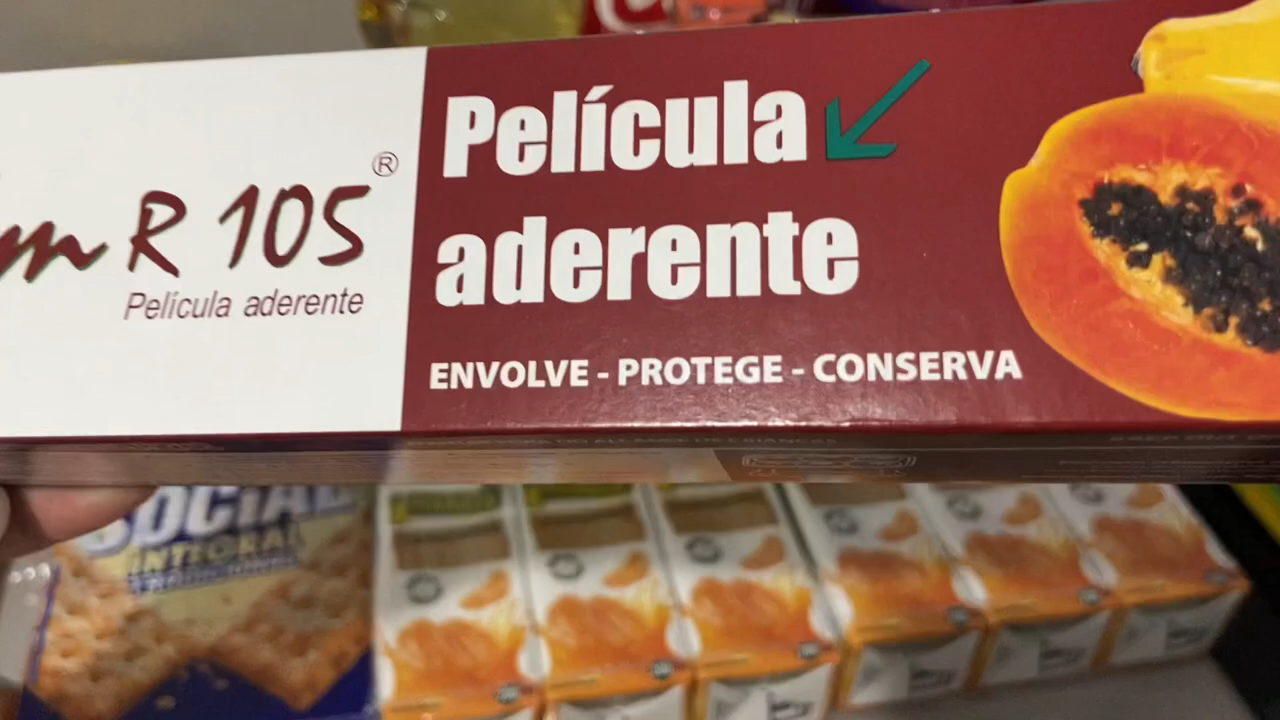 R 105®
Película aderente
Película
aderente
ENVOLVE - PROTEGE - CONSERVA
SOCIAL
INTEGRAL